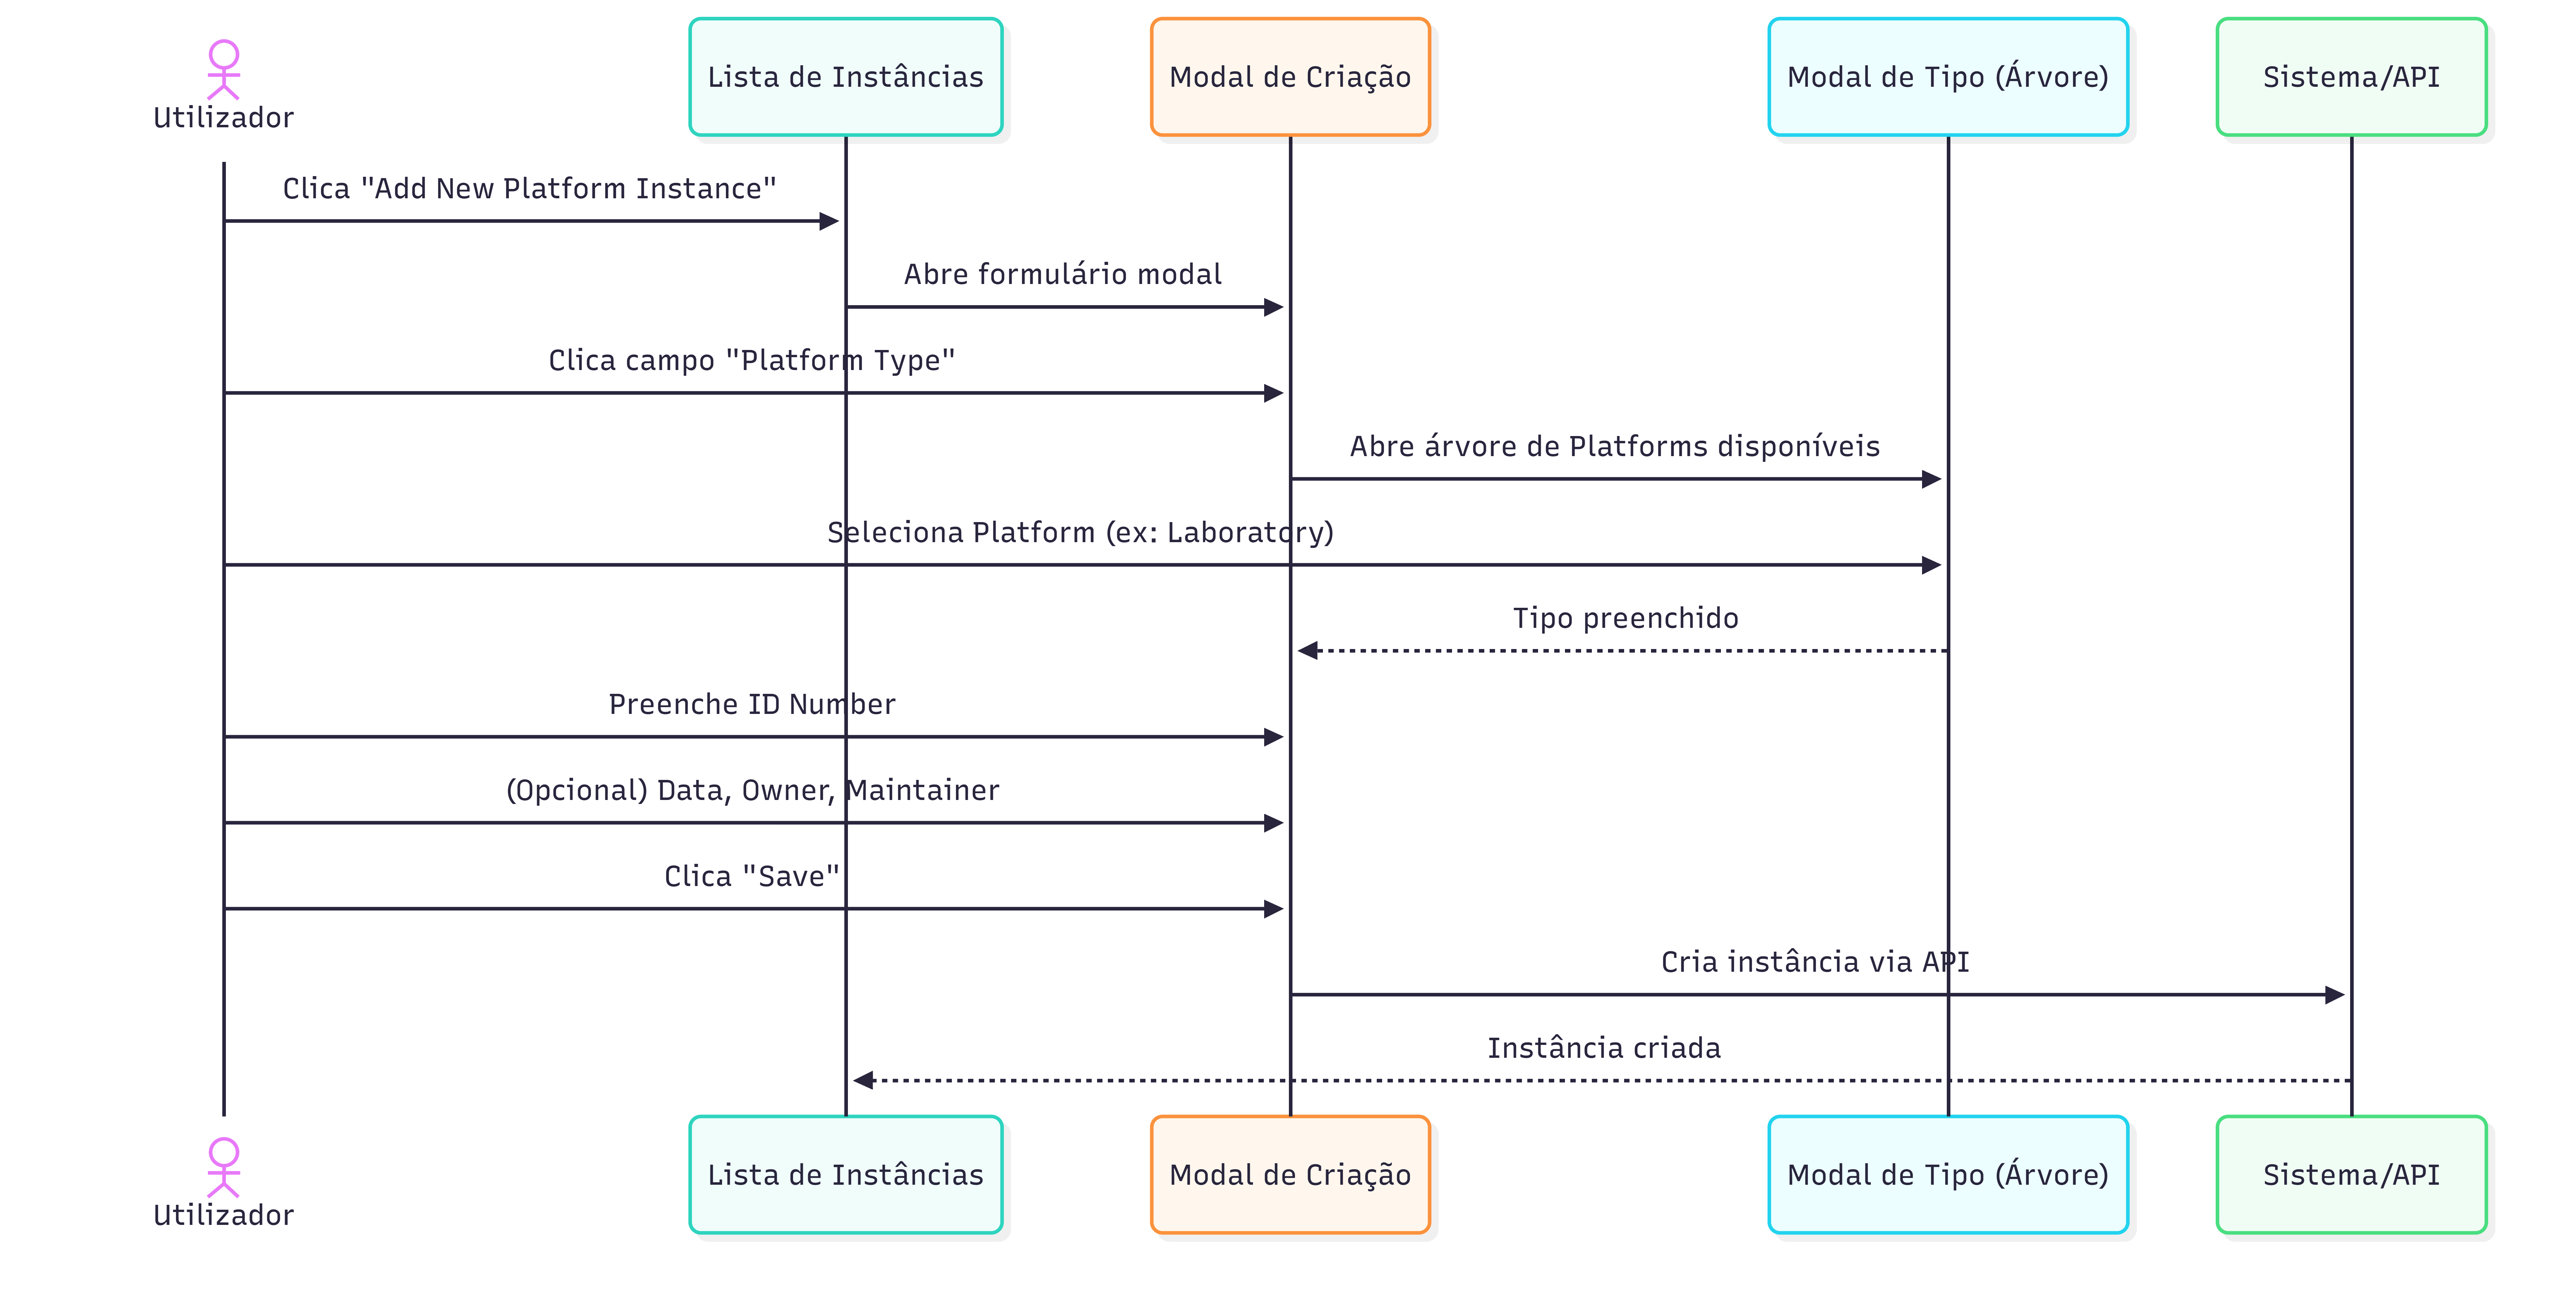 Utilizador
Lista de Instâncias
Modal de Criação
Modal de Tipo (Árvore)
Sistema/API
Clica "Add New Platform Instance"
Abre formulário modal
Clica campo "Platform Type"
Abre árvore de Platforms disponíveis
Seleciona Platform (ex: Laboratory)
Tipo preenchido
Preenche ID Number
(Opcional) Data, Owner, Maintainer
Clica "Save"
Cria instância via API
Instância criada
Utilizador
Lista de Instâncias
Modal de Criação
Modal de Tipo (Árvore)
Sistema/API